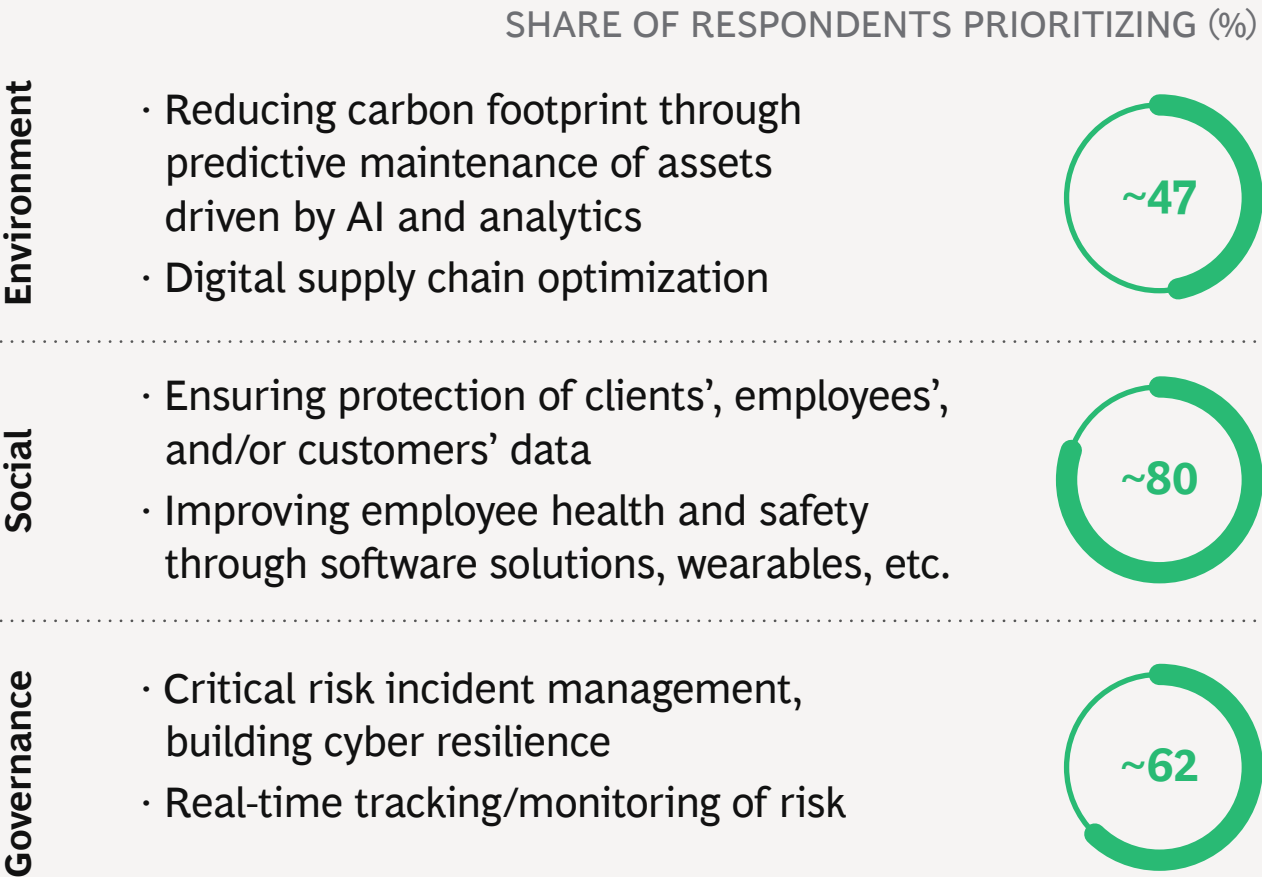 SHARE OF RESPONDENTS PRIORITIZING (%)
Environment
· Reducing carbon footprint through
predictive maintenance of assets
driven by AI and analytics
· Digital supply chain optimization
~47
Social
· Ensuring protection of clients’, employees’,
and/or customers’ data
· Improving employee health and safety
through software solutions, wearables, etc.
~80
Governance
· Critical risk incident management,
building cyber resilience
· Real-time tracking/monitoring of risk
~62